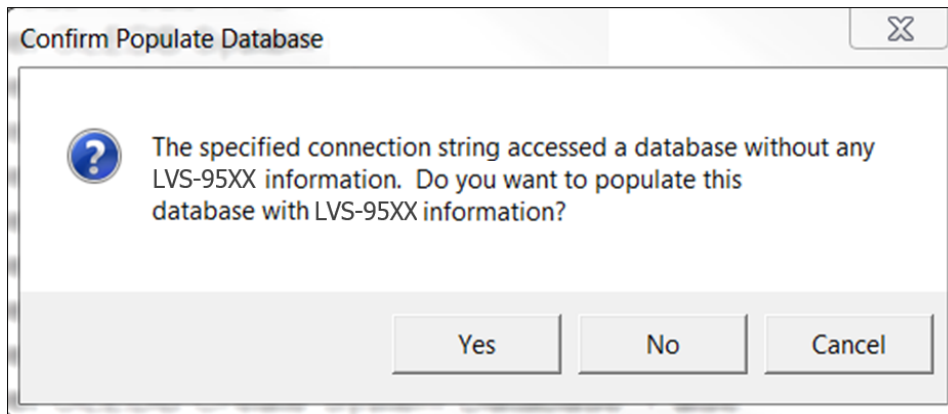 Confirm Populate Database
The specified connection string accessed a database without any
LVS-95XX information. Do you want to populate this
database with LVS-95XX information?
Yes No Cancel